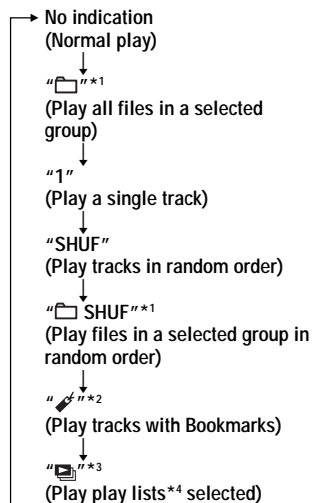 No indication
(Normal play)
“ ”*1
(Play all files in a selected
group)
“1”
(Play a single track)
“SHUF”
(Play tracks in random order)
“ SHUF”*1
(Play files in a selected group in
random order)
“ ”*2
(Play tracks with Bookmarks)
“ ”*3
(Play play lists*4 selected)